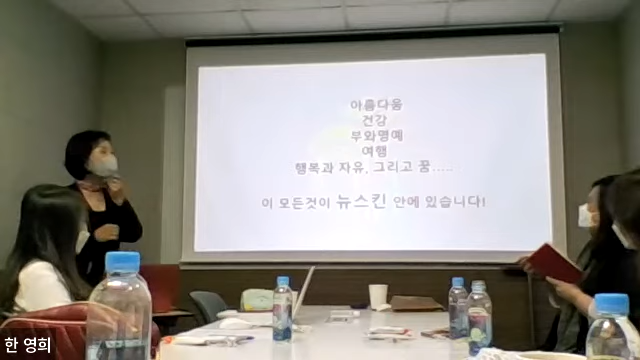 아름다움
건강
부와명예
여행
행복과 자유, 그리고 꿈.....
이 모든것이 뉴스킨 안에 있습니다!
한 영희